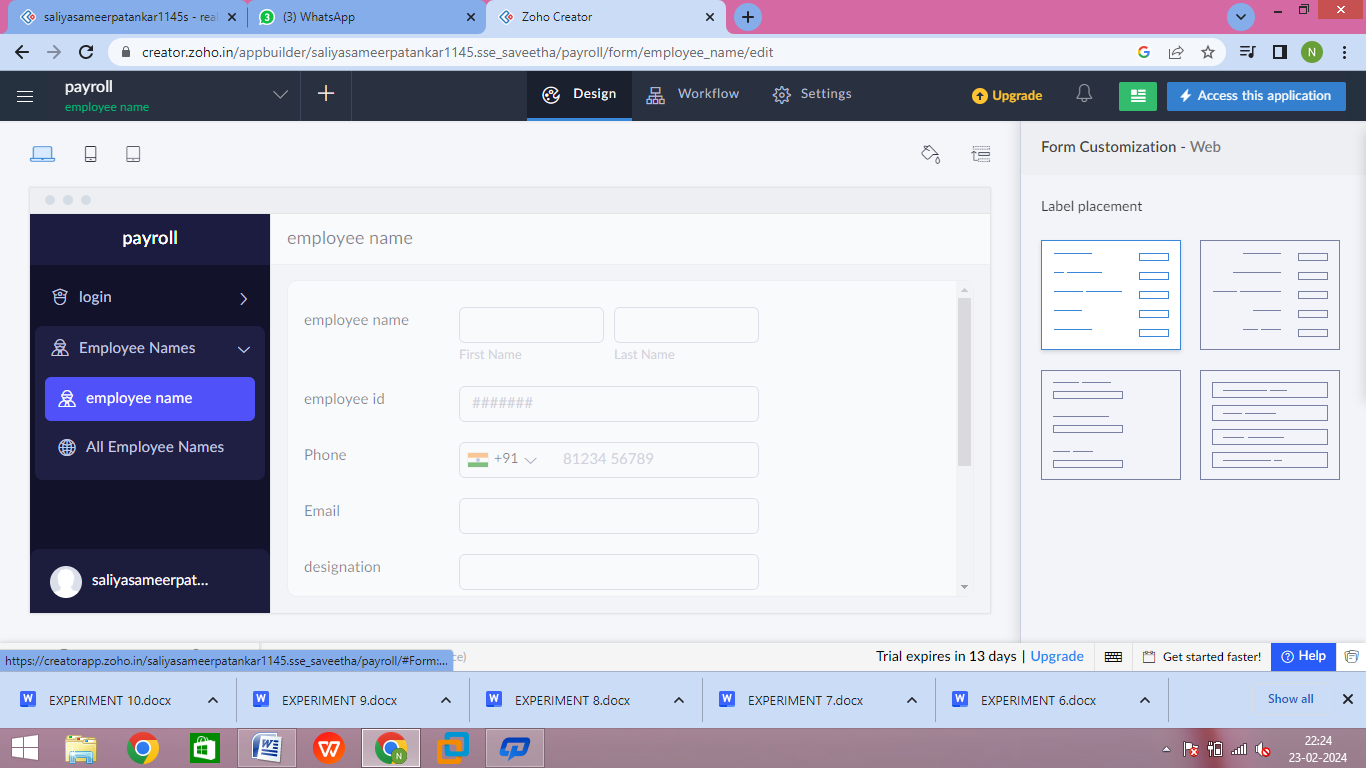 saliyasameerpatankar1145s - rea
(3) WhatsApp
Zoho Creator
creator.zoho.in/appbuilder/saliyasameerpatankar1145.sse_saveetha/payroll/form/employee_name/edit
N
payroll
employee name
Design
Workflow
Settings
Upgrade
Access this application
Form Customization - Web
Label placement
payroll
employee name
login
Employee Names
employee name
All Employee Names
saliyasameerpat...
employee name
First Name
Last Name
employee id
#######
Phone
+91
81234 56789
Email
designation
https://creatorapp.zoho.in/saliyasameerpatankar1145.sse_saveetha/payroll/#Form:...
Trial expires in 13 days | Upgrade
Get started faster!
Help
EXPERIMENT 10.docx
EXPERIMENT 9.docx
EXPERIMENT 8.docx
EXPERIMENT 7.docx
EXPERIMENT 6.docx
Show all
22:24
23-02-2024